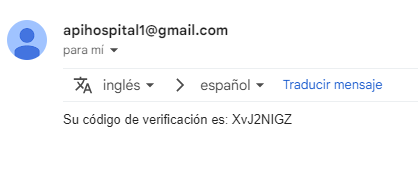 apihospital1@gmail.com
para mí
inglés > español Traducir mensaje
Su código de verificación es: XvJ2NIGZ